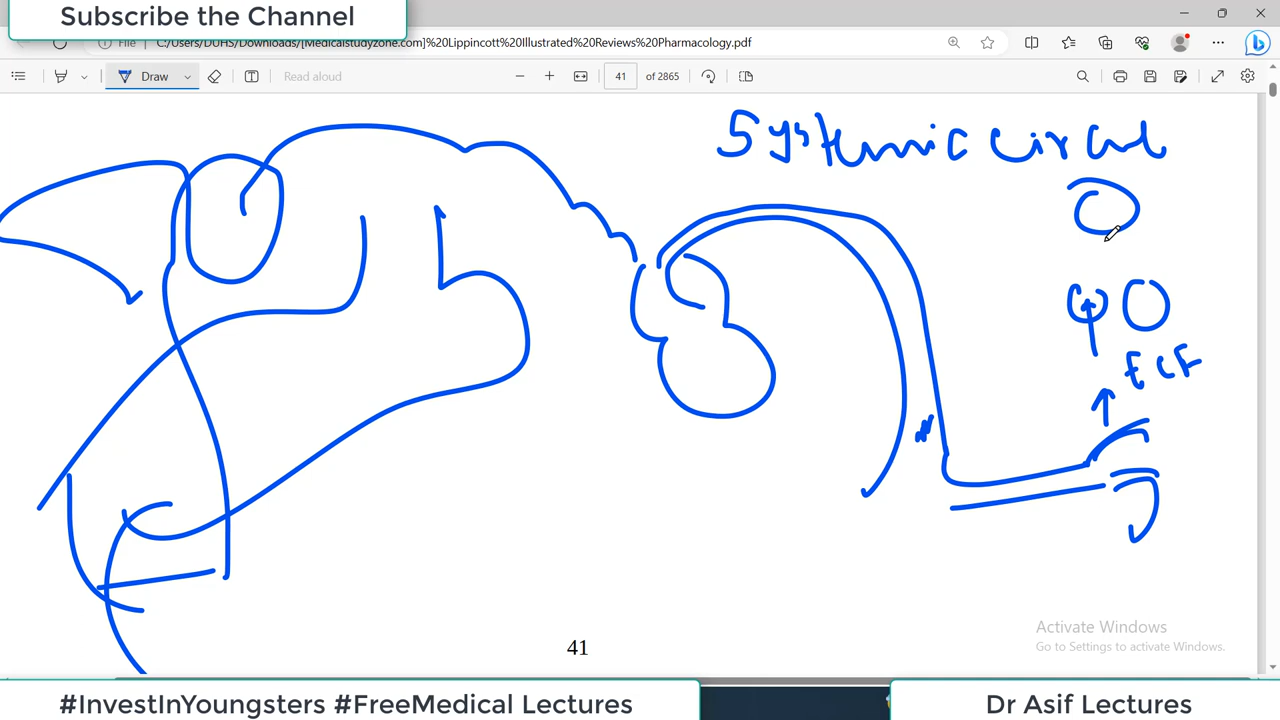 Subscribe the Channel
File C:/Users/DUHS/Downloads/[Medicalstudyzone.com]%20Lippincott%20Illustrated%20Reviews%20Pharmacology.pdf
Draw Read aloud 41 of 2865
Systemic circul
ECF
41
Activate Windows
Go to Settings to activate Windows.
#InvestInYoungsters #FreeMedical Lectures
Dr Asif Lectures